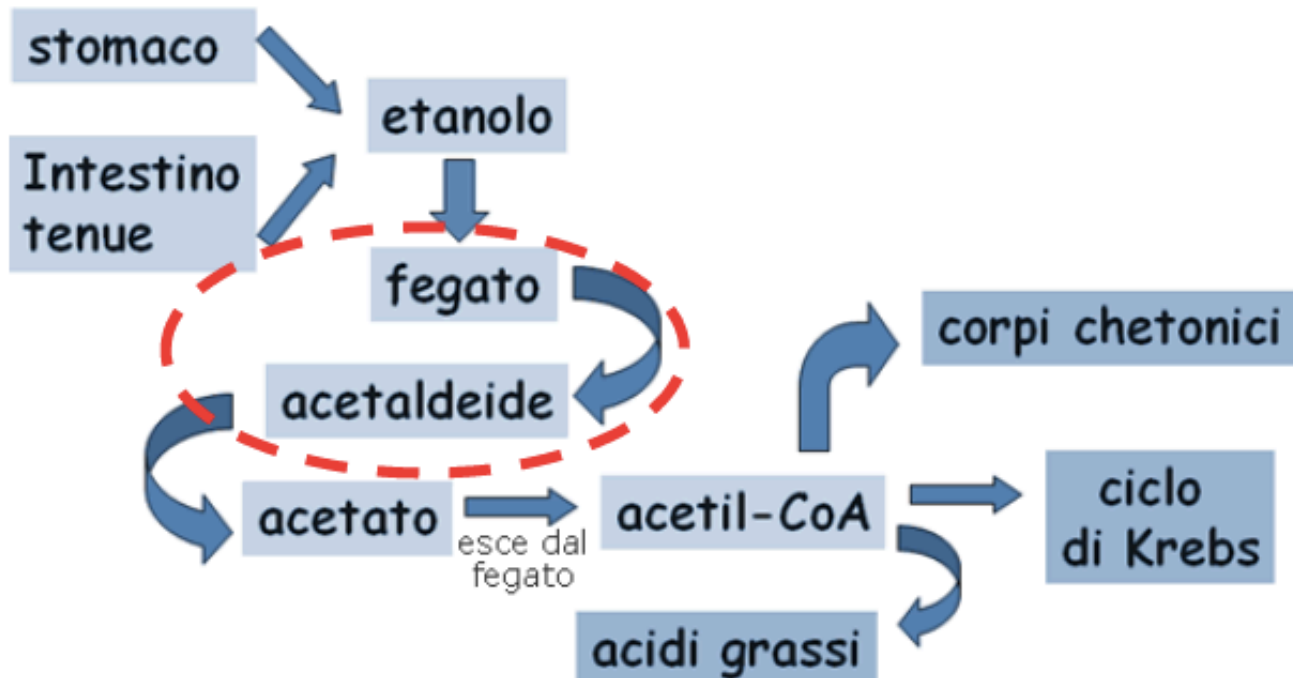 stomaco
etanolo
Intestino
tenue
fegato
corpi chetonici
acetaldeide
acetato
esce dal
fegato
acetil-CoA
ciclo
di Krebs
acidi grassi